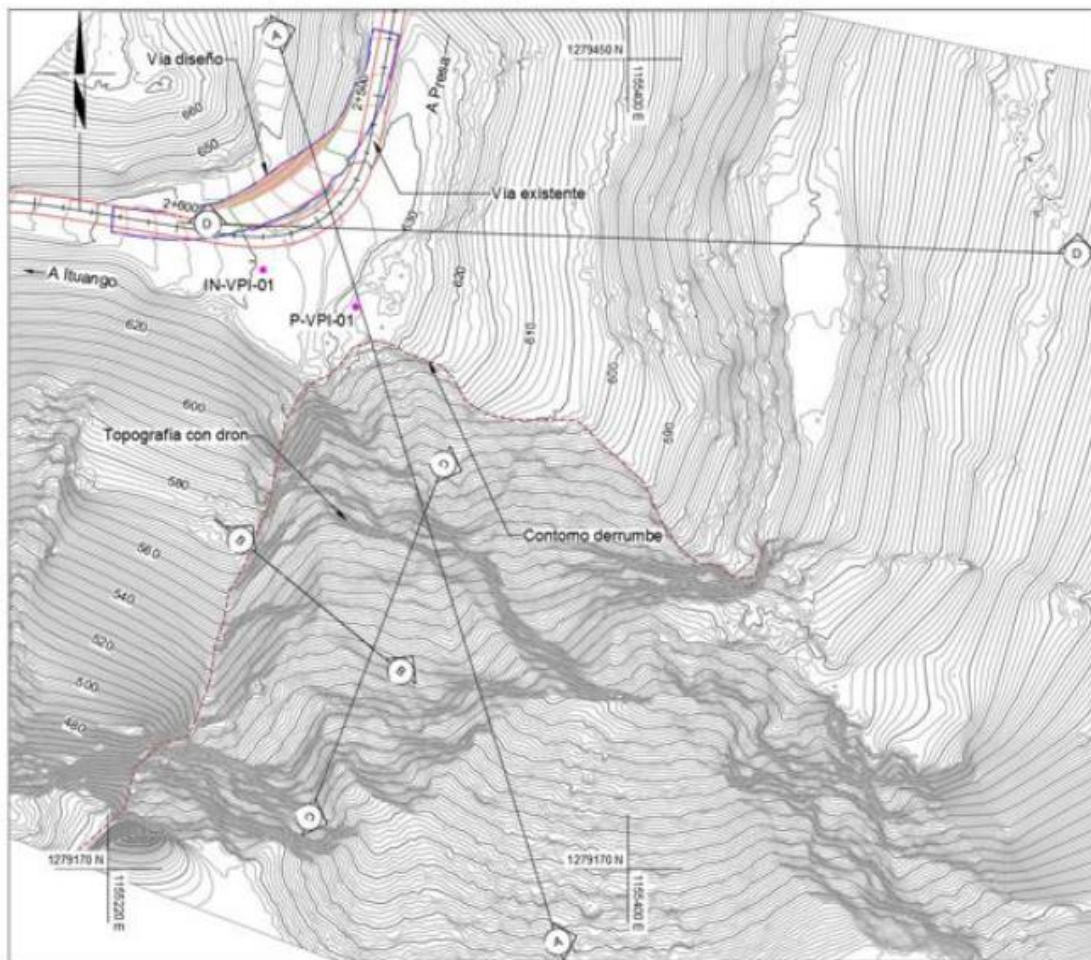 A
1279450 N
1155400 E
Vía diseño
A Presa
2+540
660
650
Vía existente
2+600
D
630
D
A Ituango
IN-VPI-01
620
P-VPI-01
620
610
600
600
590
Topografía con dron
C
580
B
Contorno derrumbe
560
540
520
B
500
480
C
1279170 N
1155220 E
1279170 N
1155400 E
A